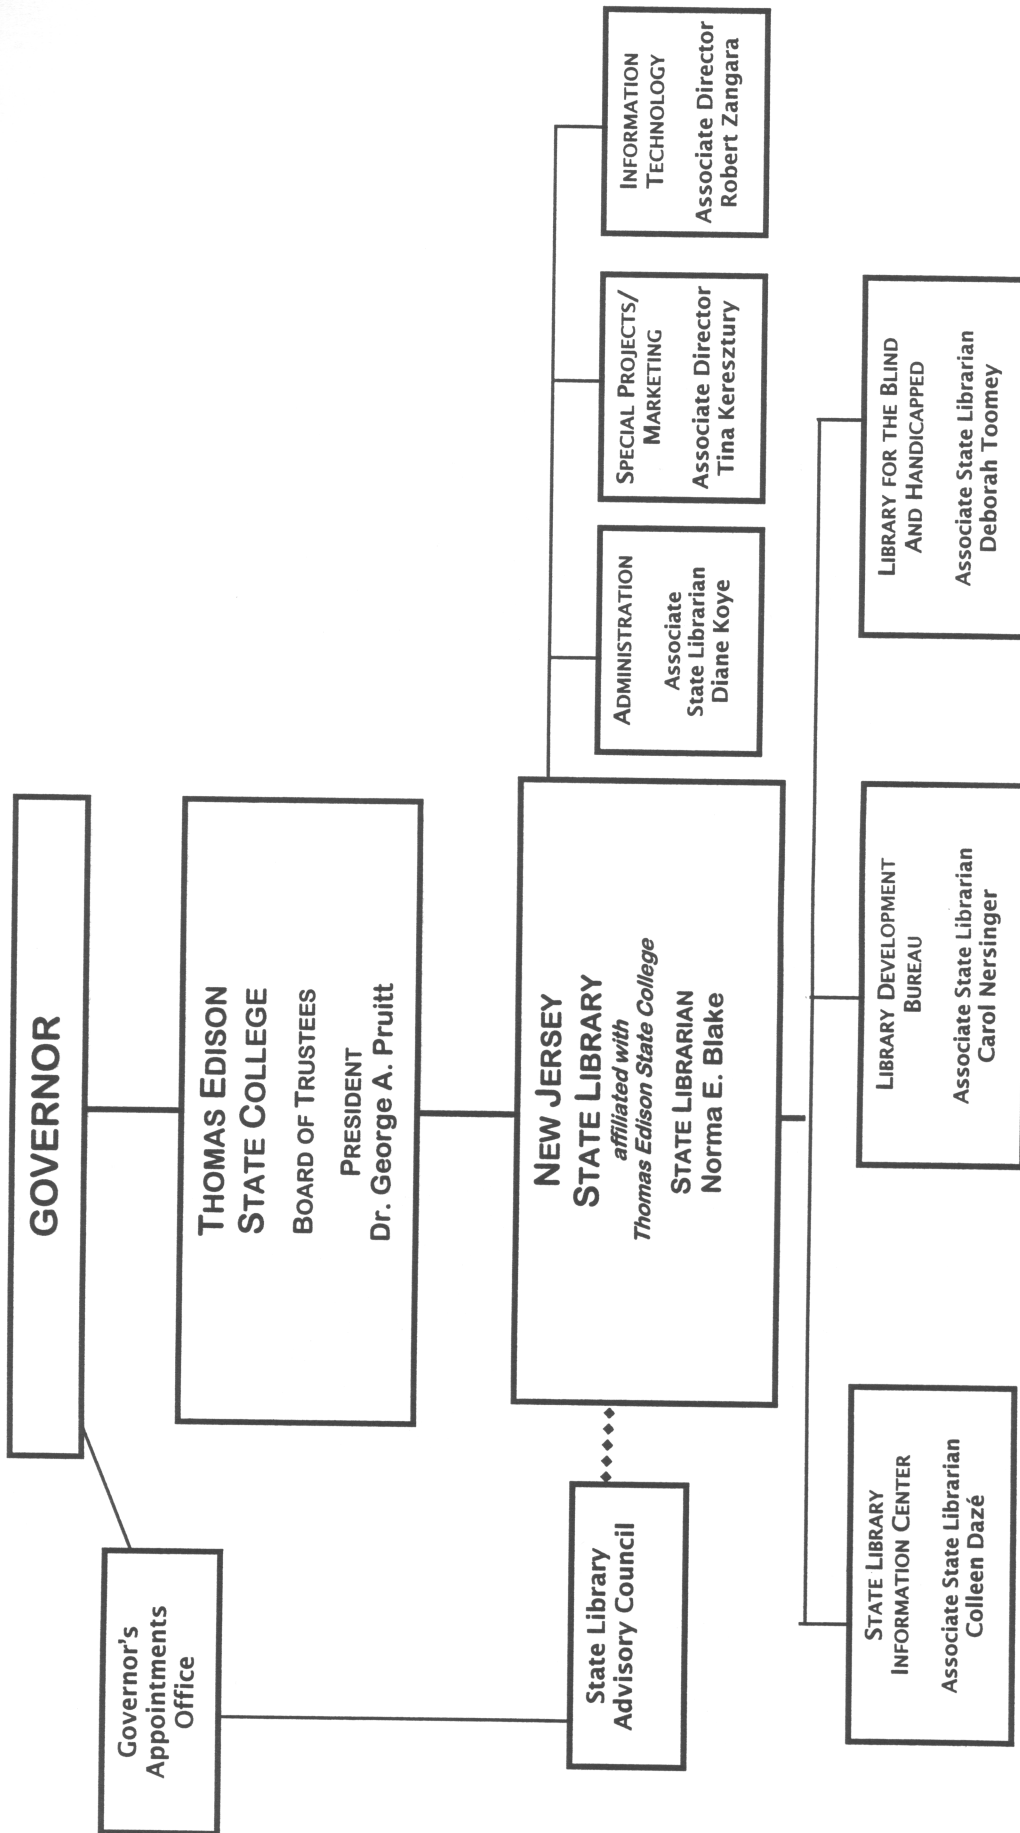 GOVERNOR
Governor's
Appointments
Office
THOMAS EDISON
STATE COLLEGE
BOARD OF TRUSTEES
PRESIDENT
Dr. George A. Pruitt
State Library
Advisory Council
NEW JERSEY
STATE LIBRARY
affiliated with
Thomas Edison State College
STATE LIBRARIAN
Norma E. Blake
ADMINISTRATION
Associate
State Librarian
Diane Koye
SPECIAL PROJECTS/
MARKETING
Associate Director
Tina Keresztury
INFORMATION
TECHNOLOGY
Associate Director
Robert Zangara
STATE LIBRARY
INFORMATION CENTER
Associate State Librarian
Colleen Dazé
LIBRARY DEVELOPMENT
BUREAU
Associate State Librarian
Carol Nersinger
LIBRARY FOR THE BLIND
AND HANDICAPPED
Associate State Librarian
Deborah Toomey